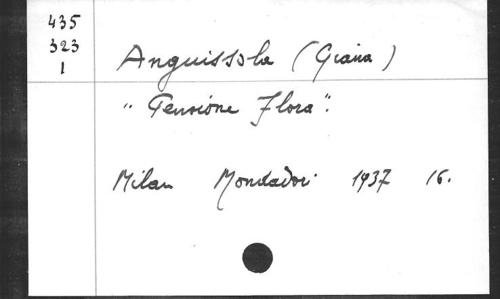 435
323
1
Anguissola (Giana)
"Pensione Flora".
Milan Mondadori 1937 16.